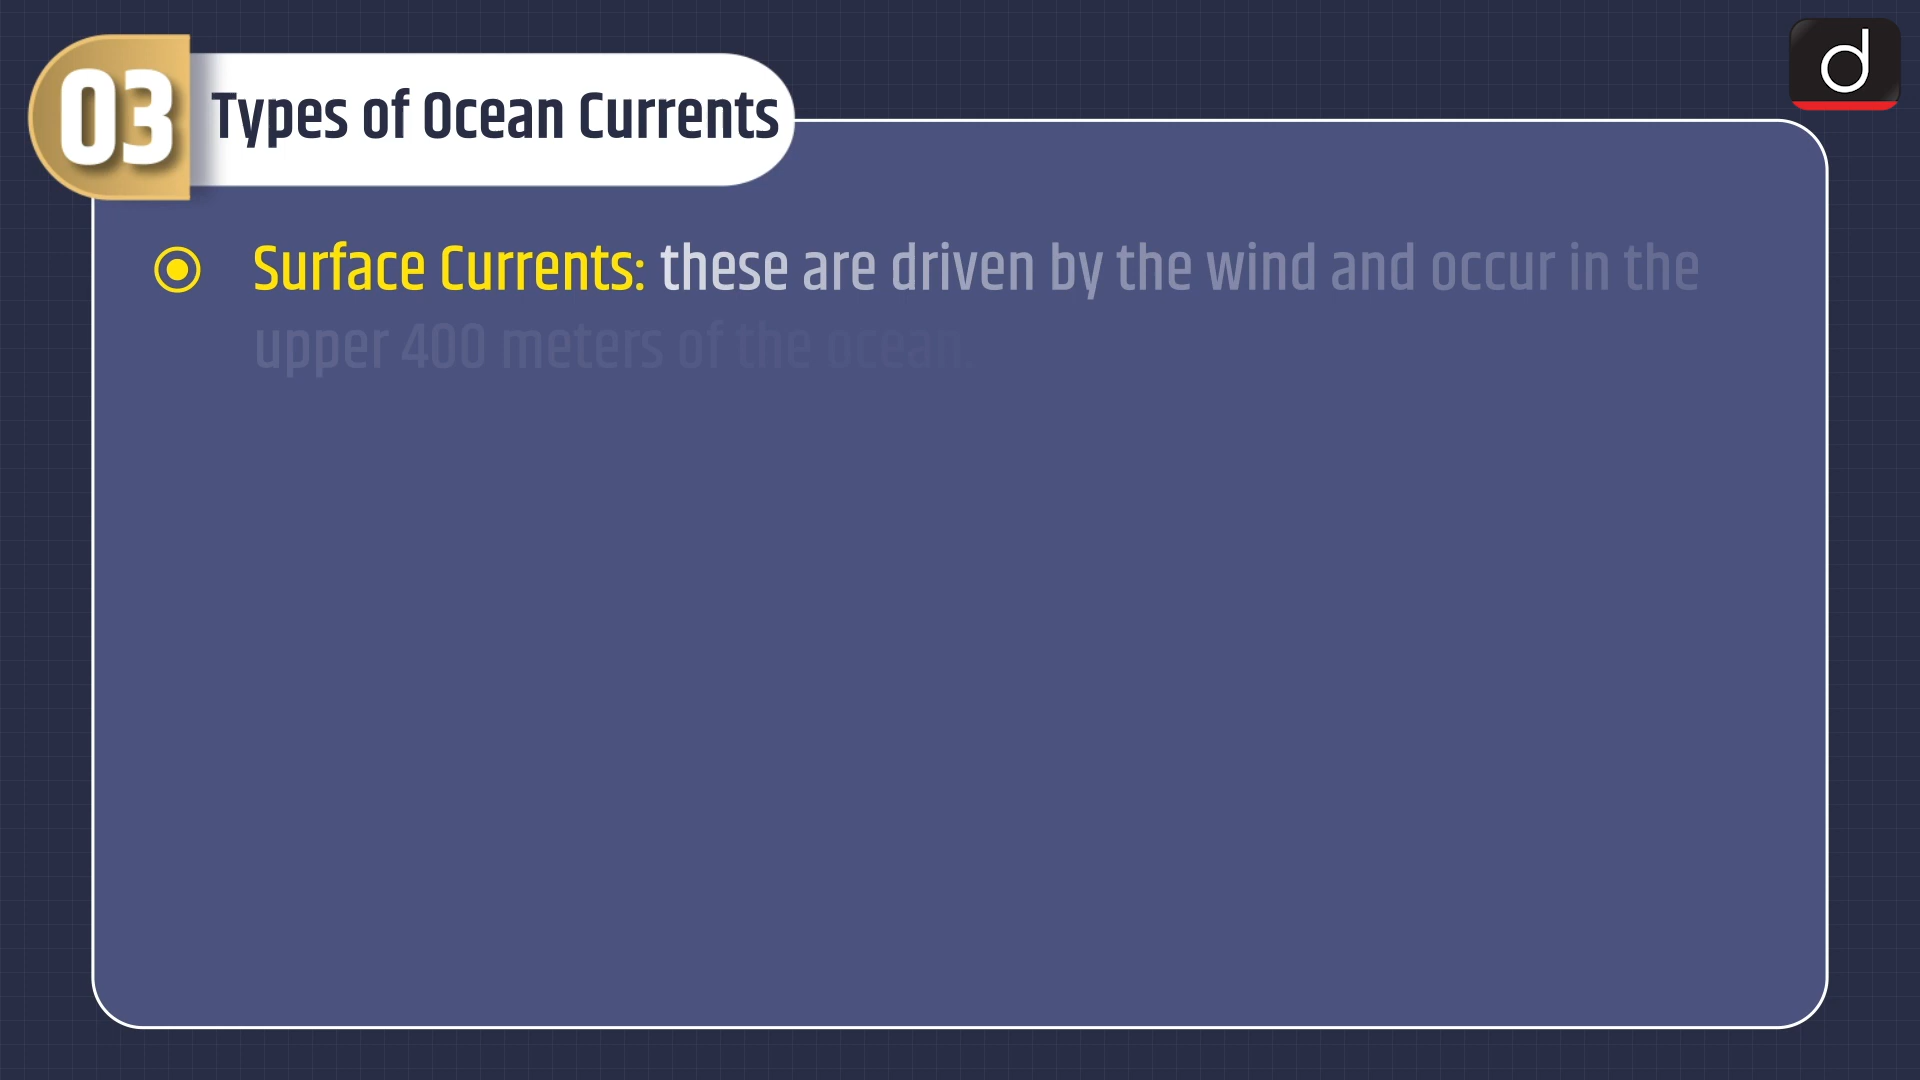 03
Types of Ocean Currents
d
Surface Currents: these are driven by the wind and occur in the
upper 400 meters of the ocean.